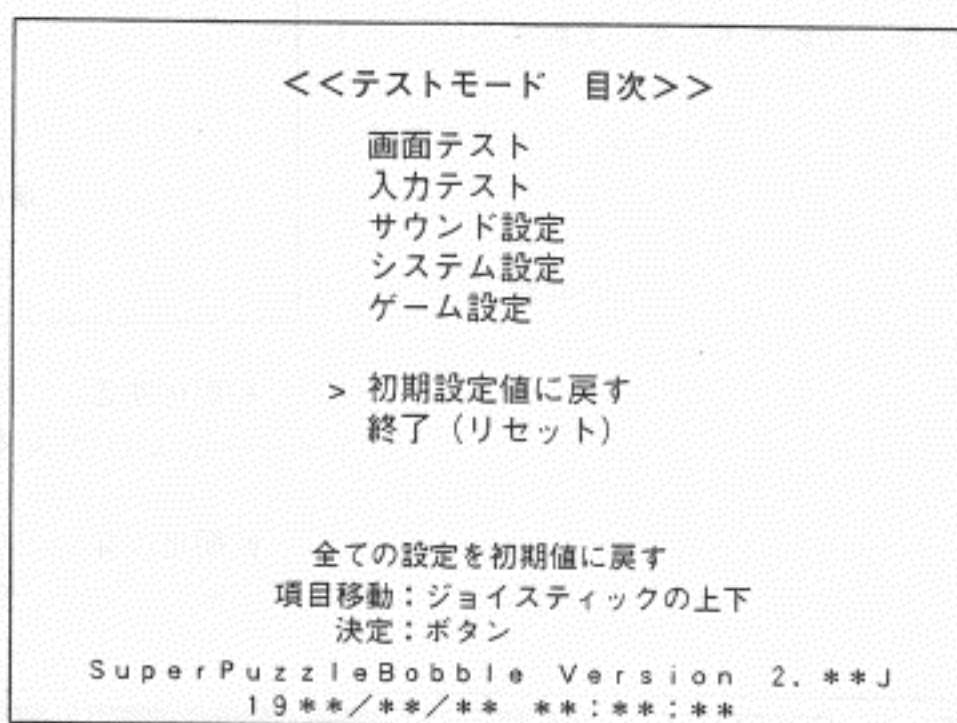 <<テストモード　目次>>
画面テスト
入力テスト
サウンド設定
システム設定
ゲーム設定
> 初期設定値に戻す
終了（リセット）
全ての設定を初期値に戻す
項目移動：ジョイスティックの上下
決定：ボタン
SuperPuzzleBobble Version 2.**J
19**/**/** **:**:**